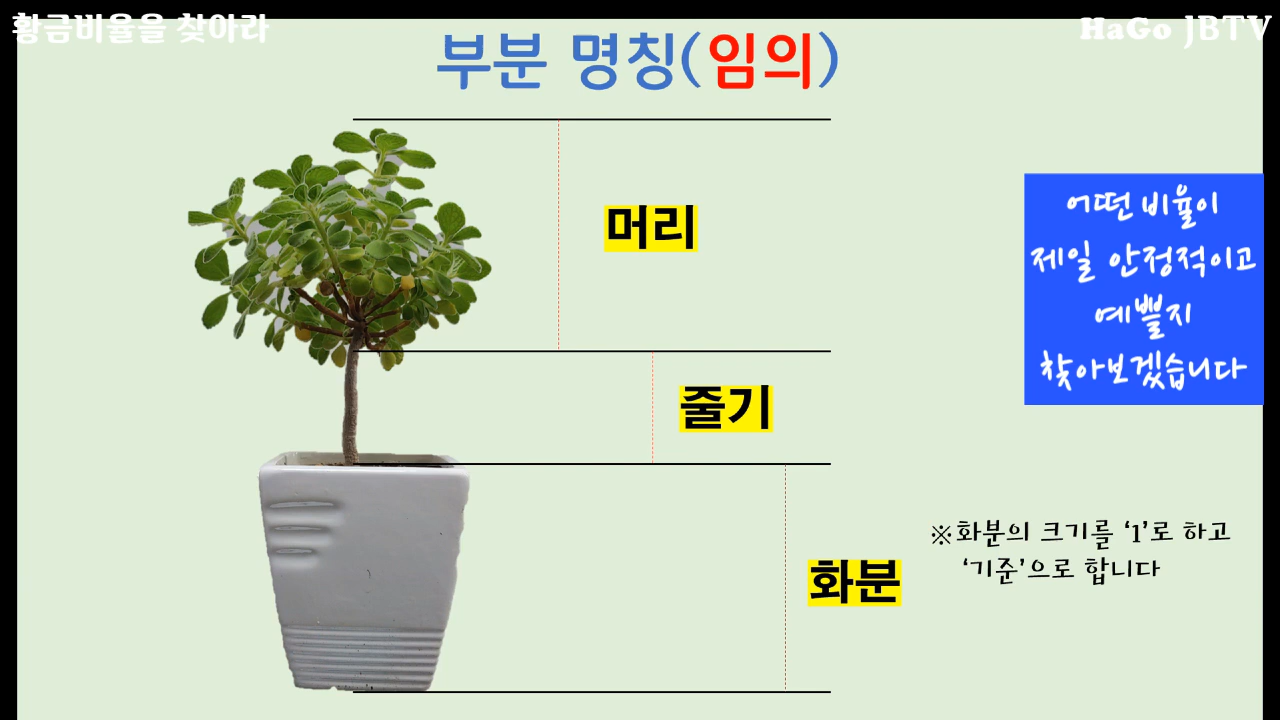 황금비율을 찾아라
HaGo JBTV
부분 명칭(임의)
머리
어떤 비율이
제일 안정적이고
예쁠지
찾아보겠습니다
줄기
※화분의 크기를 ‘1’로 하고
‘기준’으로 합니다
화분